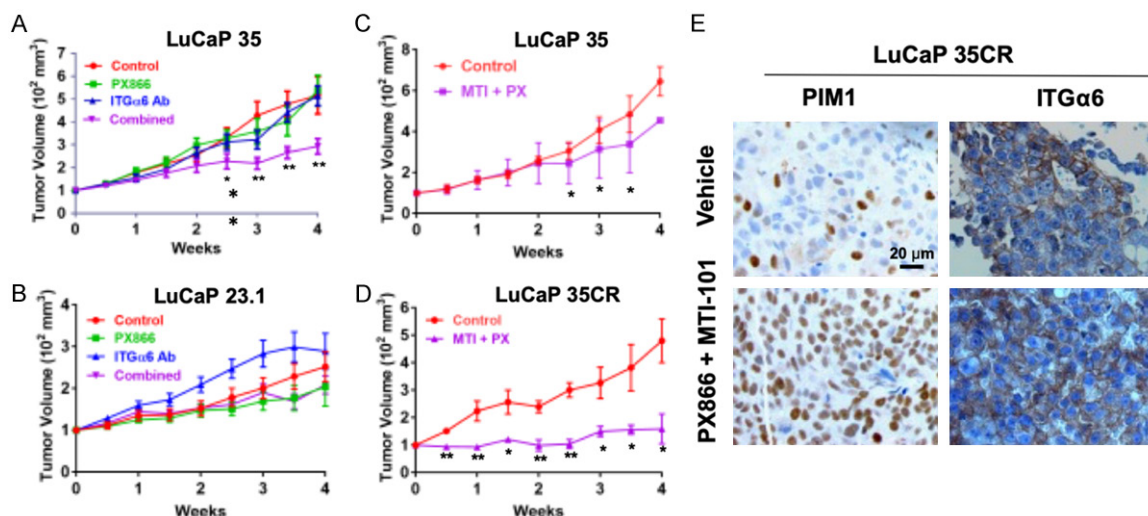 A
LuCaP 35
Tumor Volume (10² mm³)
7
6
5
4
3
2
1
0
Control
PX866
ITGα6 Ab
Combined
* ** ** **
*
*
0 1 2 3 4
Weeks
B
LuCaP 23.1
Tumor Volume (10² mm³)
4
3
2
1
0
Control
PX866
ITGα6 Ab
Combined
0 1 2 3 4
Weeks
C
LuCaP 35
Tumor Volume (10² mm³)
8
6
4
2
0
Control
MTI + PX
* * *
0 1 2 3 4
Weeks
D
LuCaP 35CR
Tumor Volume (10² mm³)
6
5
4
3
2
1
0
Control
MTI + PX
** ** * ** ** * * *
0 1 2 3 4
Weeks
E
LuCaP 35CR
PIM1 ITGα6
Vehicle
20 µm
PX866 + MTI-101